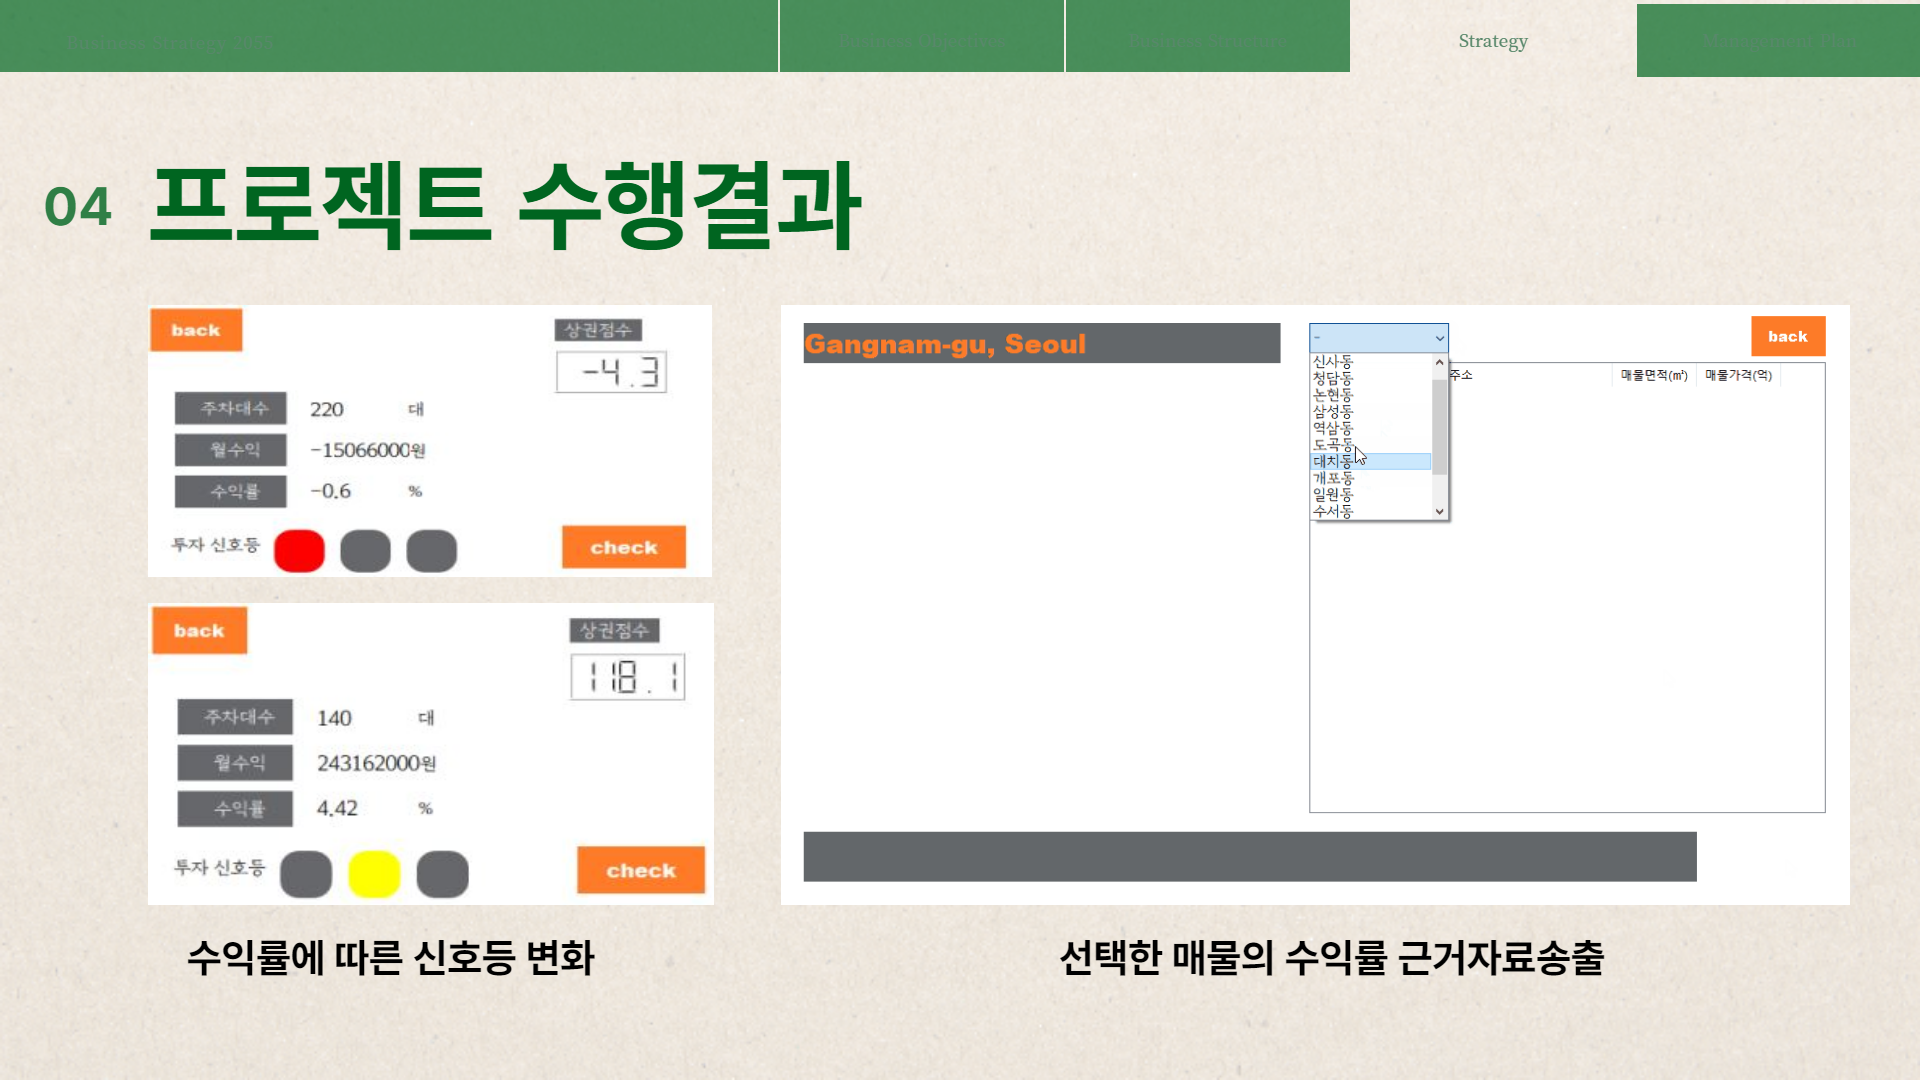 Business Strategy 2065
Strategy
04
프로젝트 수행결과
back
상권점수
-4.3
주차대수 220 대
월수익 -15066000원
수익률 -0.6 %
투자 신호등
check
back
상권점수
118.1
주차대수 140 대
월수익 243162000원
수익률 4.42 %
투자 신호등
check
수익률에 따른 신호등 변화
Gangnam-gu, Seoul
-
back
신사동
청담동
논현동
삼성동
역삼동
도곡동
대치동
개포동
일원동
수서동
주소 매물면적(㎡) 매물가격(억)
선택한 매물의 수익률 근거자료송출